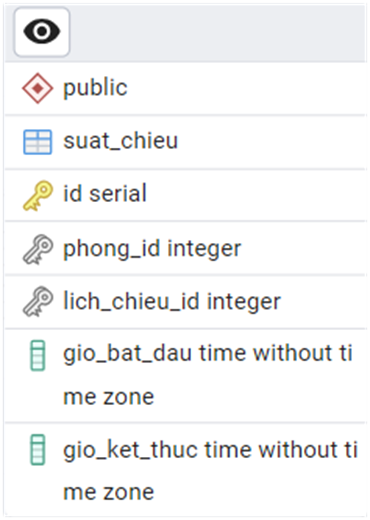 public
suat_chieu
id serial
phong_id integer
lich_chieu_id integer
gio_bat_dau time without ti
me zone
gio_ket_thuc time without ti
me zone